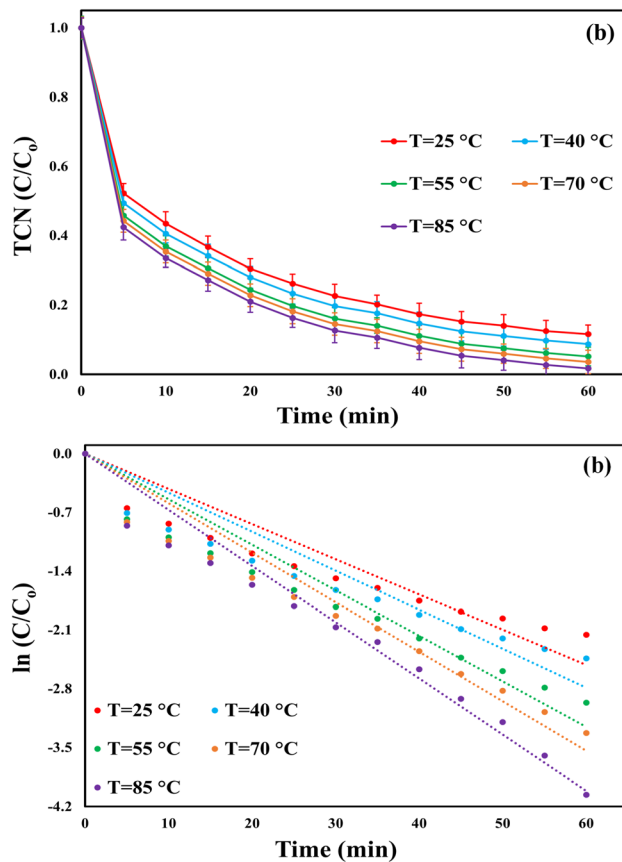 (b)
1.0
0.8
0.6
0.4
0.2
0.0
TCN (C/Cₒ)
T=25 °C T=40 °C
T=55 °C T=70 °C
T=85 °C
0 10 20 30 40 50 60
Time (min)
(b)
0.0
-0.7
-1.4
-2.1
-2.8
-3.5
-4.2
ln (C/Cₒ)
T=25 °C T=40 °C
T=55 °C T=70 °C
T=85 °C
0 10 20 30 40 50 60
Time (min)